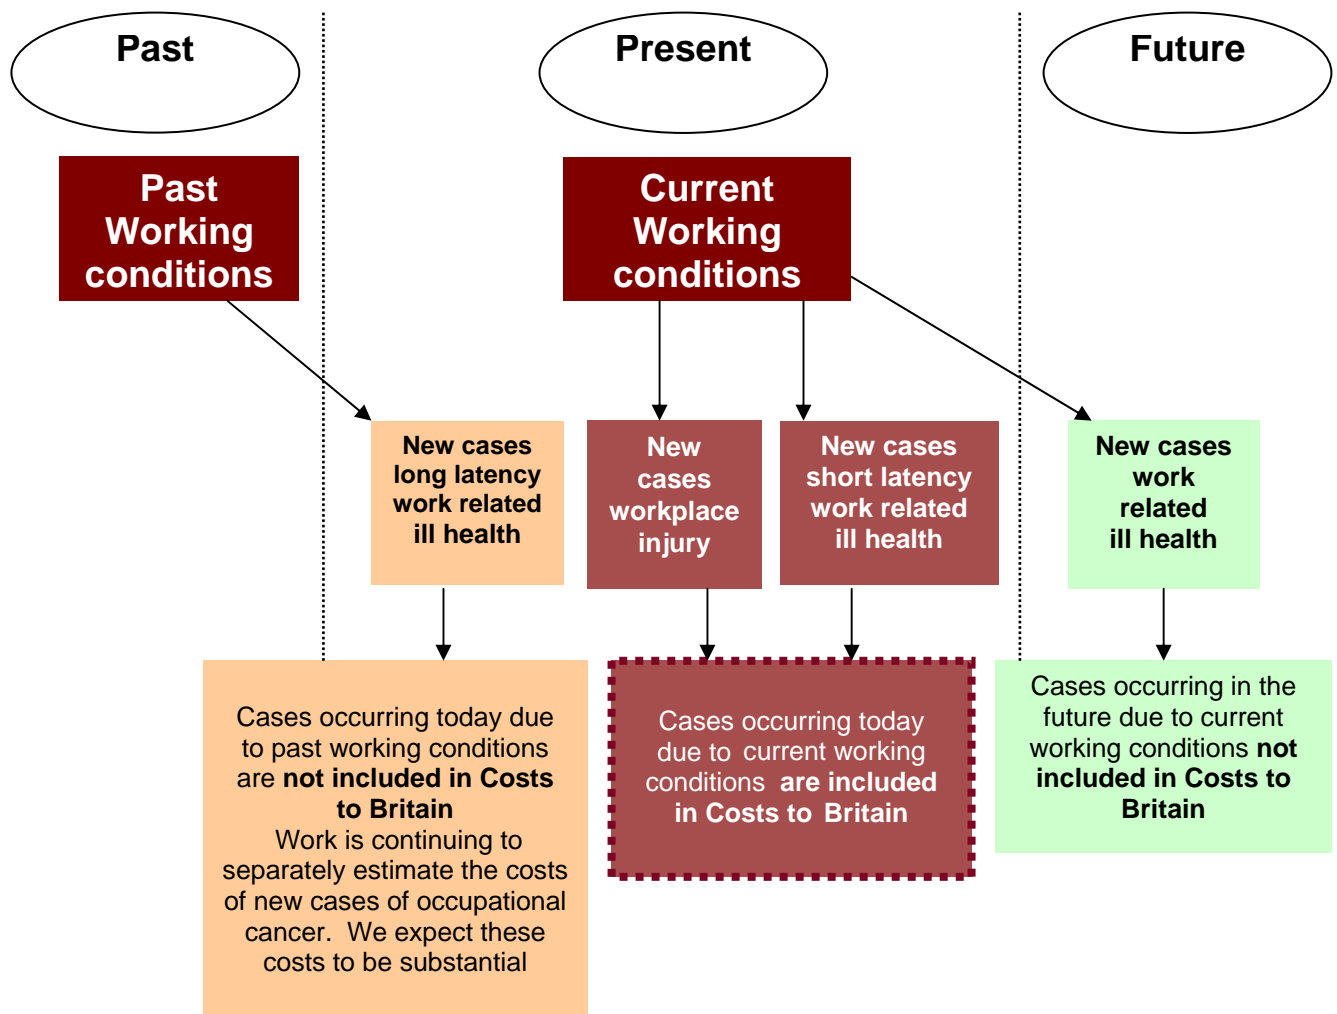 Past
Present
Future
Past
Working
conditions
Current
Working
conditions
New cases
long latency
work related
ill health
New
cases
workplace
injury
New cases
short latency
work related
ill health
New cases
work
related
ill health
Cases occurring today due
to past working conditions
are not included in Costs
to Britain
Work is continuing to
separately estimate the costs
of new cases of occupational
cancer. We expect these
costs to be substantial
Cases occurring today
due to current working
conditions are included
in Costs to Britain
Cases occurring in the
future due to current
working conditions not
included in Costs to
Britain